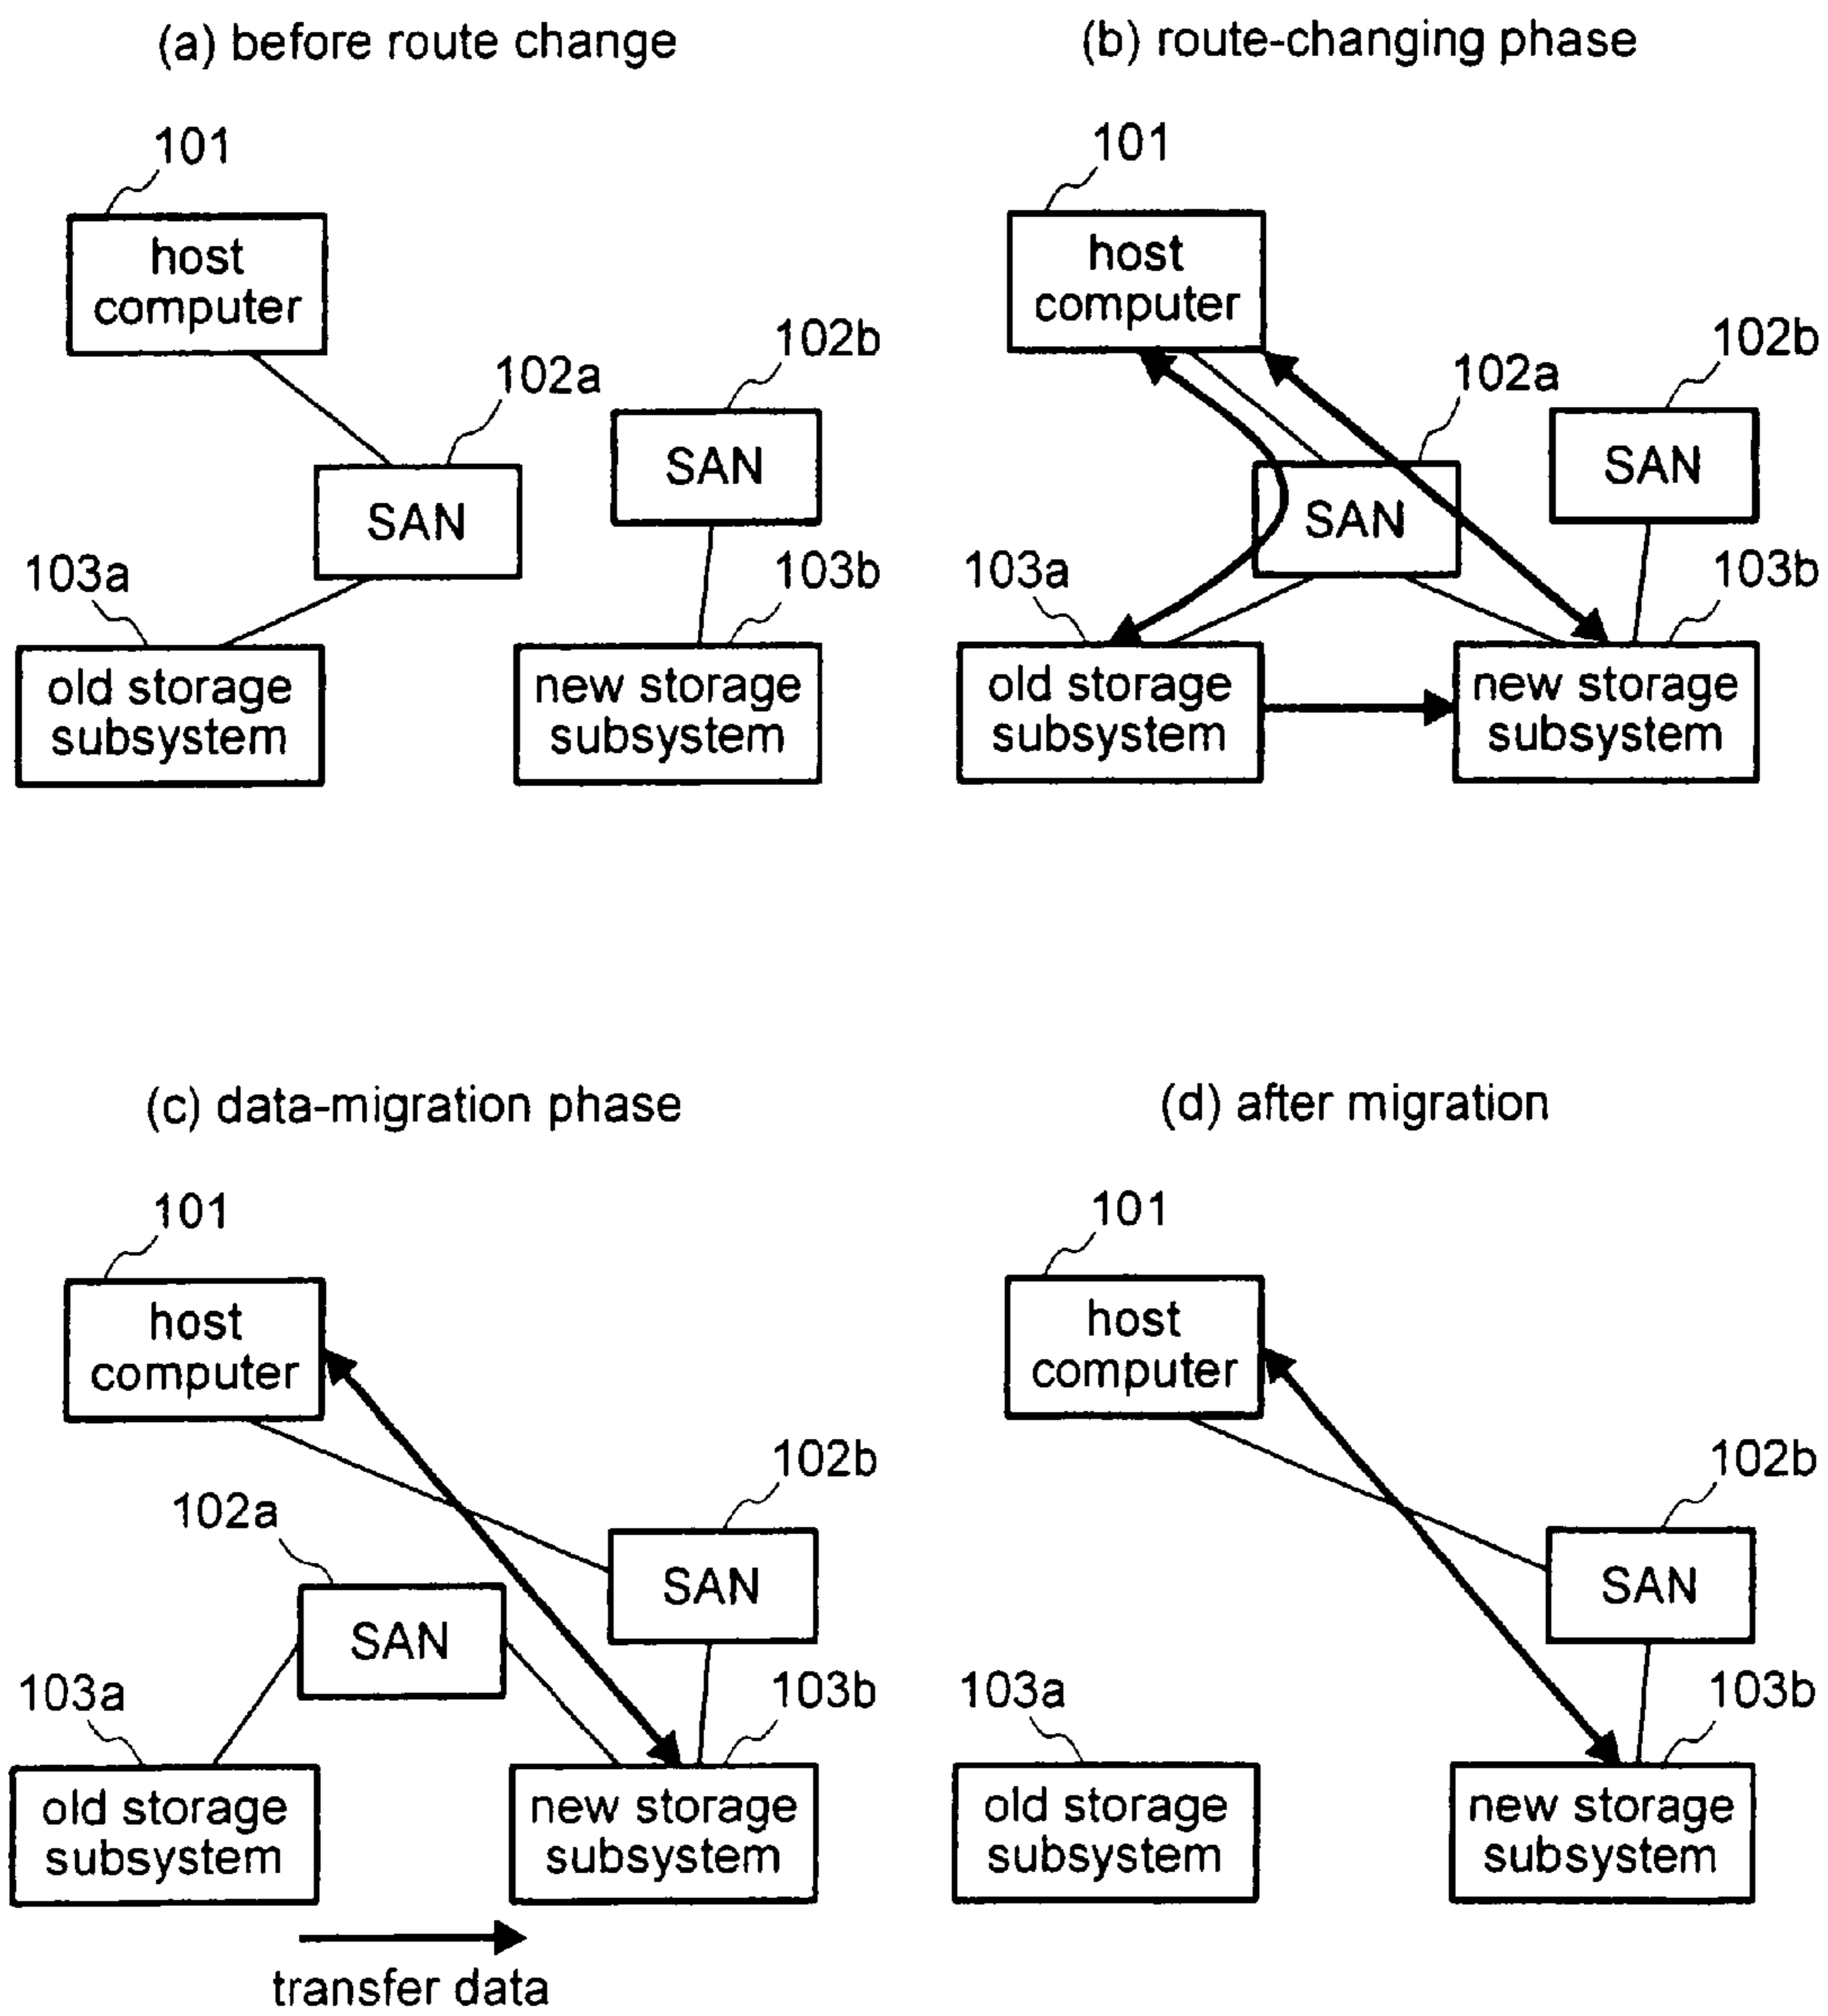 (a) before route change
101
host
computer
102b
102a
SAN
SAN
103a
103b
old storage
subsystem
new storage
subsystem
(b) route-changing phase
101
host
computer
102b
102a
SAN
SAN
103a
103b
old storage
subsystem
new storage
subsystem
(c) data-migration phase
101
host
computer
102b
102a
SAN
SAN
103a
103b
old storage
subsystem
new storage
subsystem
transfer data
(d) after migration
101
host
computer
102b
SAN
103a
103b
old storage
subsystem
new storage
subsystem